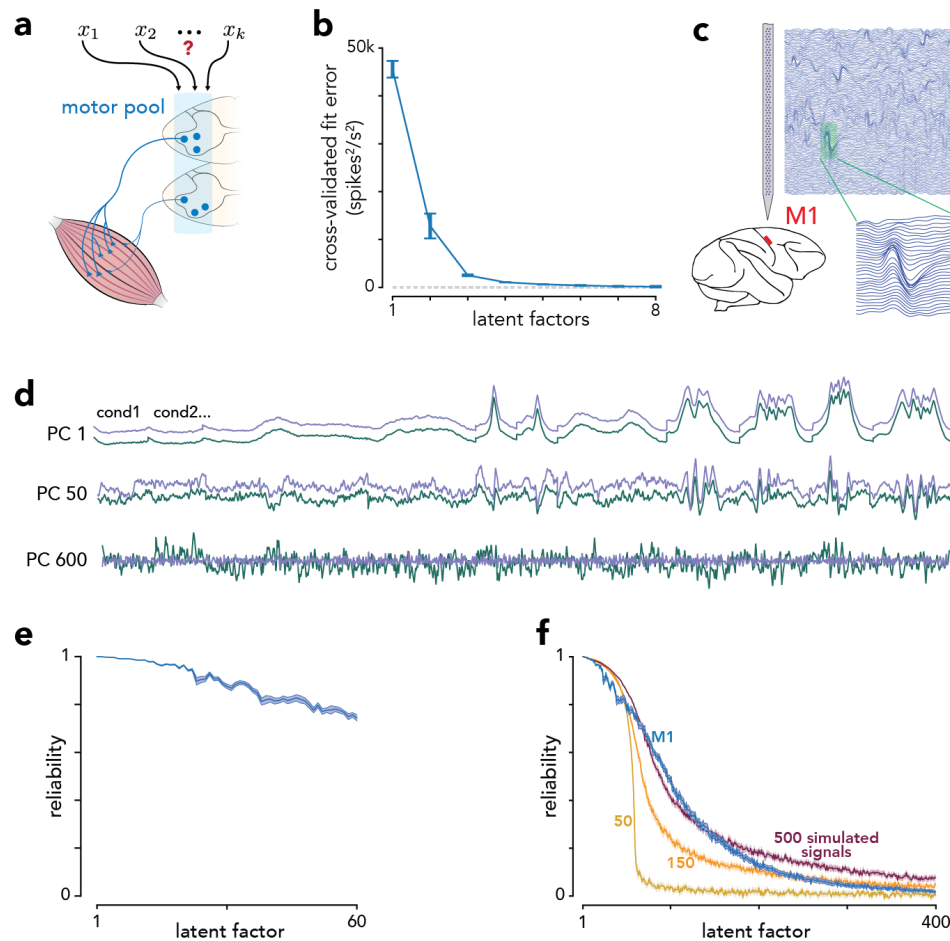 a
x1 x2 ••• xk
?
motor pool
b
50k
0
cross-validated fit error
(spikes²/s²)
1 8
latent factors
c
M1
d
cond1 cond2...
PC 1
PC 50
PC 600
e
1
0
reliability
1 60
latent factor
f
1
0
reliability
M1
50
150
500 simulated
signals
1 400
latent factor